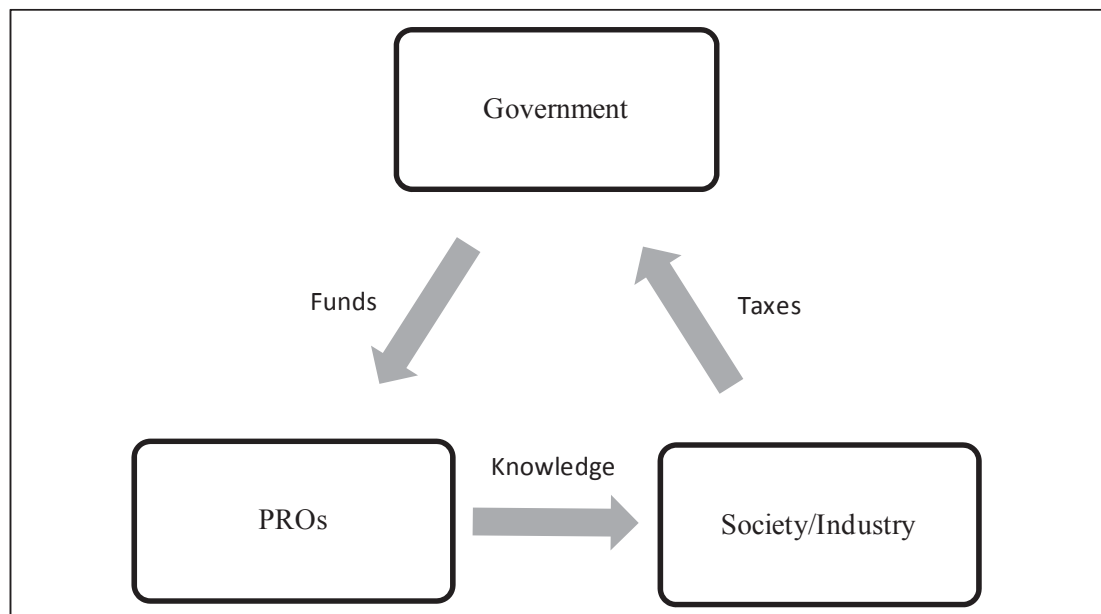 Government
Funds
Taxes
Knowledge
PROs
Society/Industry